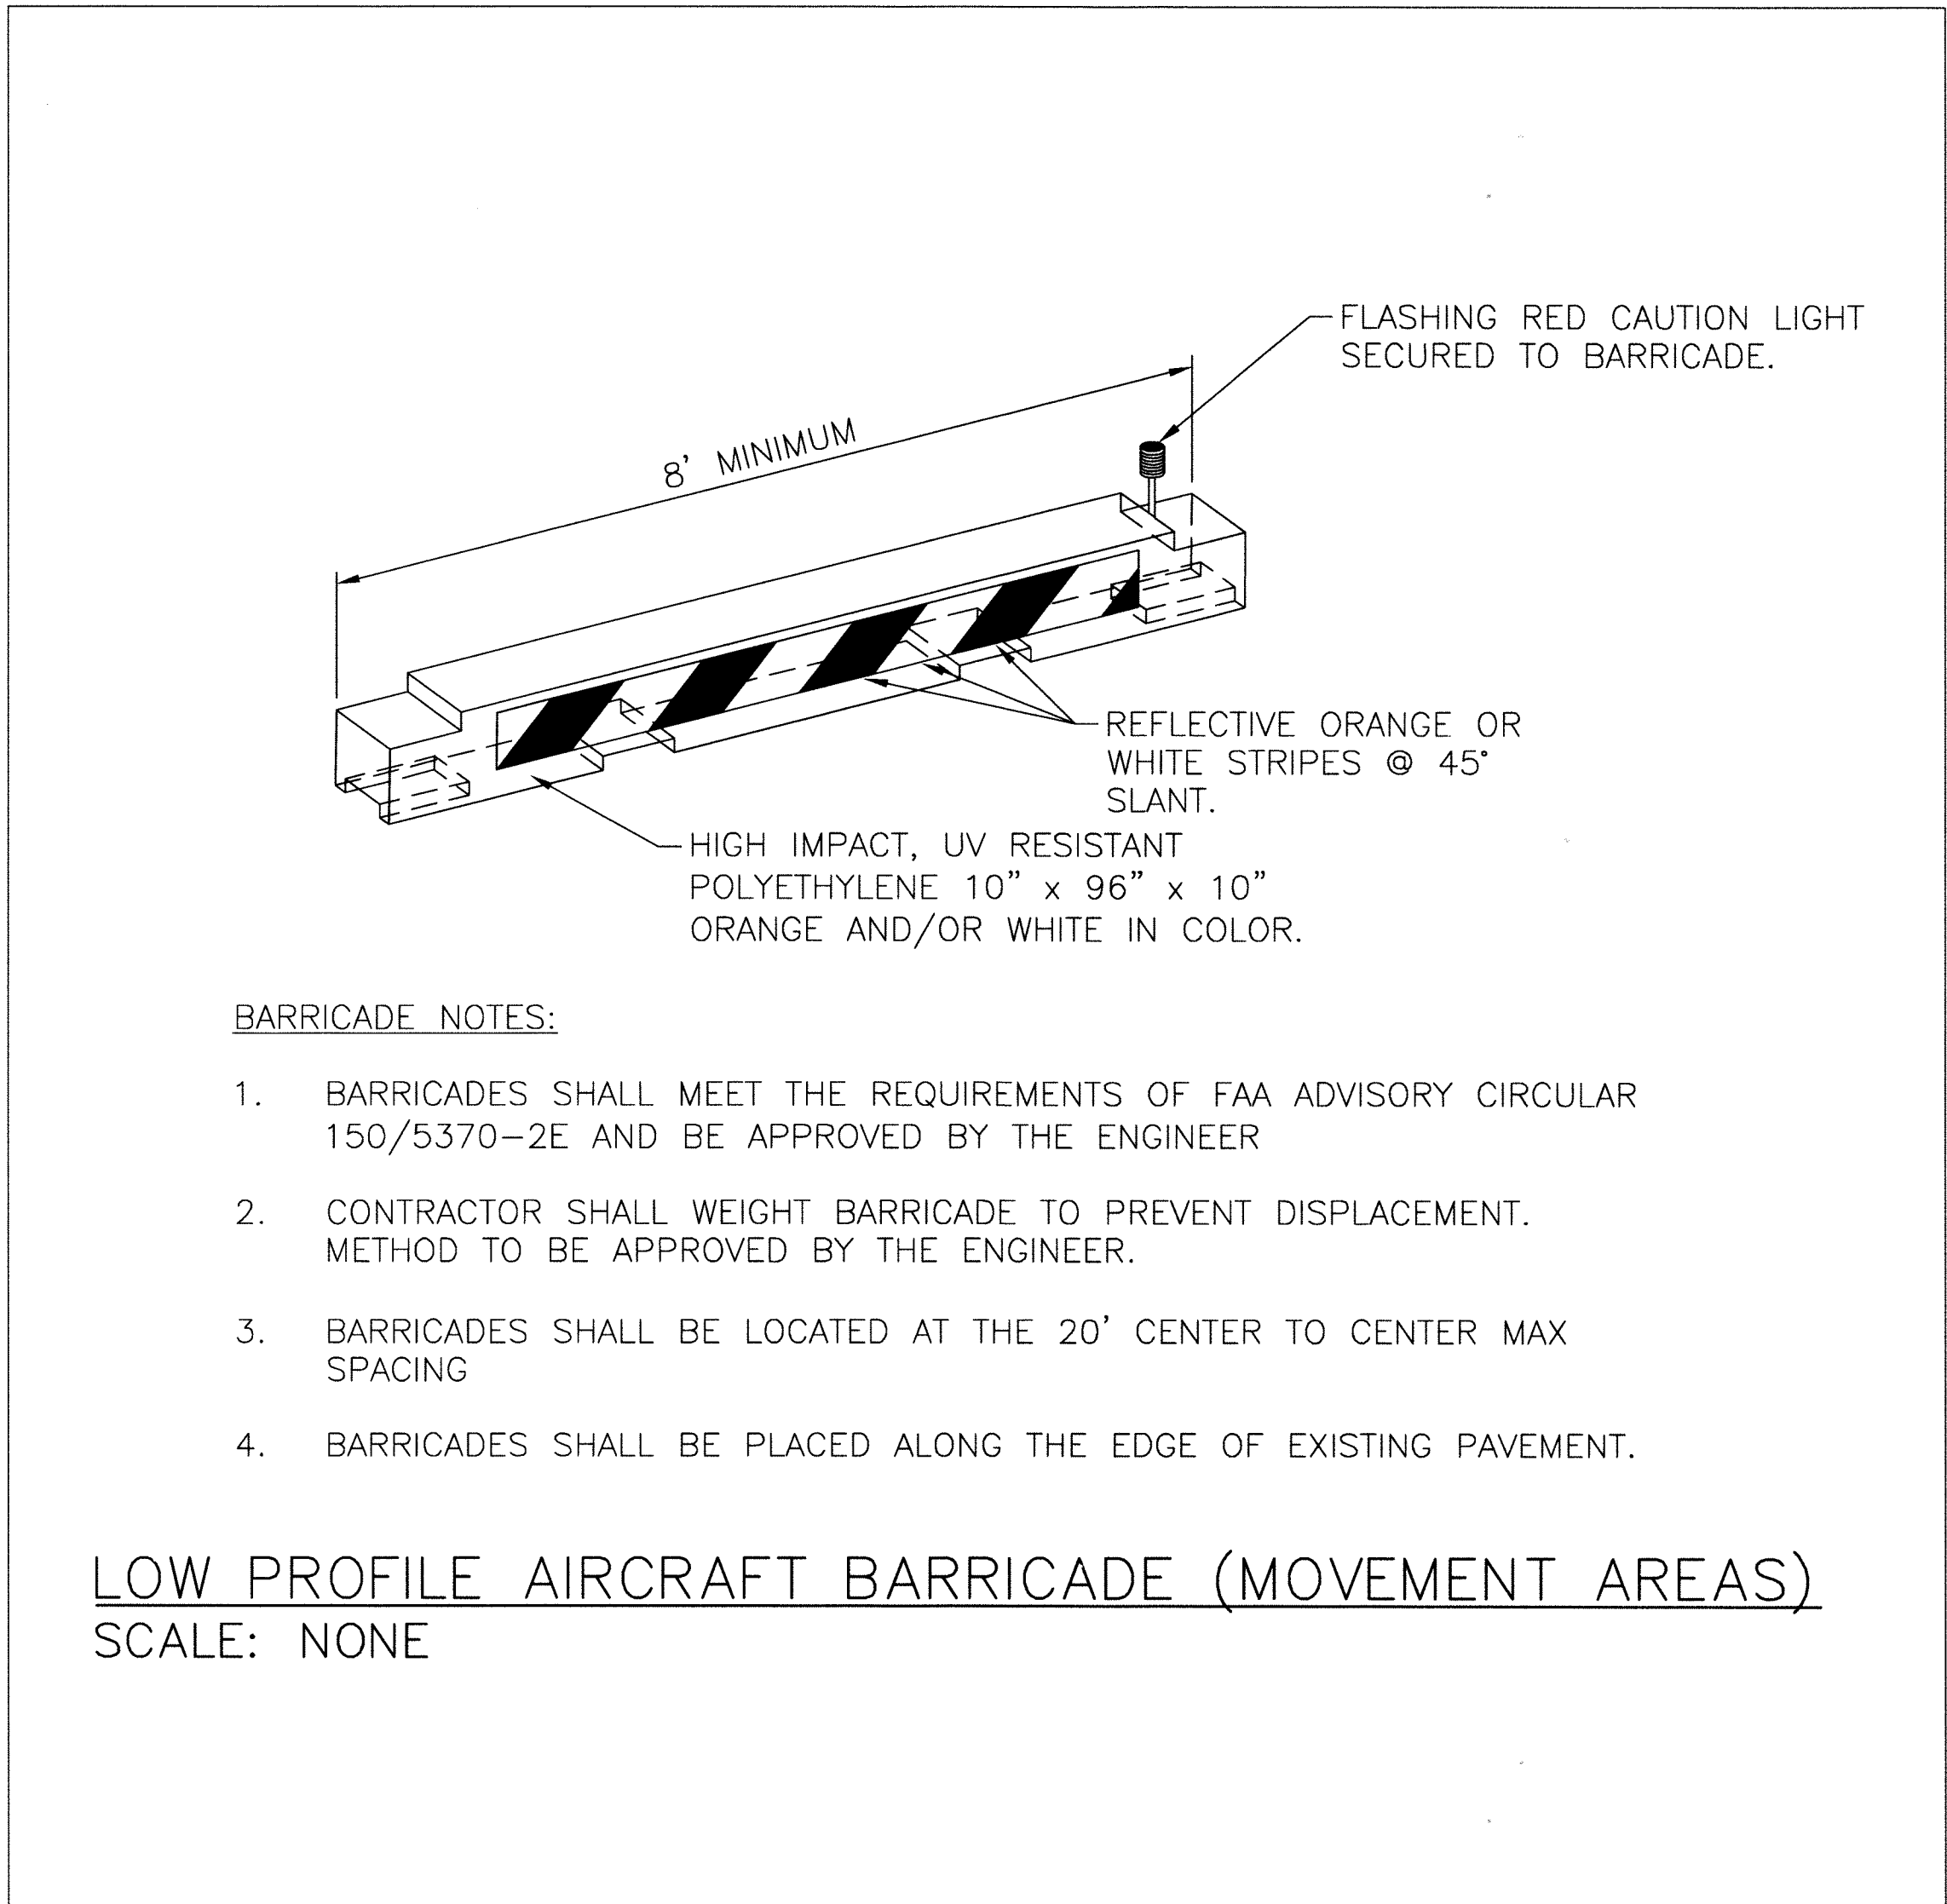 FLASHING RED CAUTION LIGHT
SECURED TO BARRICADE.
8' MINIMUM
REFLECTIVE ORANGE OR
WHITE STRIPES @ 45°
SLANT.
HIGH IMPACT, UV RESISTANT
POLYETHYLENE 10" x 96" x 10"
ORANGE AND/OR WHITE IN COLOR.
BARRICADE NOTES:
1. BARRICADES SHALL MEET THE REQUIREMENTS OF FAA ADVISORY CIRCULAR
150/5370-2E AND BE APPROVED BY THE ENGINEER
2. CONTRACTOR SHALL WEIGHT BARRICADE TO PREVENT DISPLACEMENT.
METHOD TO BE APPROVED BY THE ENGINEER.
3. BARRICADES SHALL BE LOCATED AT THE 20' CENTER TO CENTER MAX
SPACING
4. BARRICADES SHALL BE PLACED ALONG THE EDGE OF EXISTING PAVEMENT.
LOW PROFILE AIRCRAFT BARRICADE (MOVEMENT AREAS)
SCALE: NONE